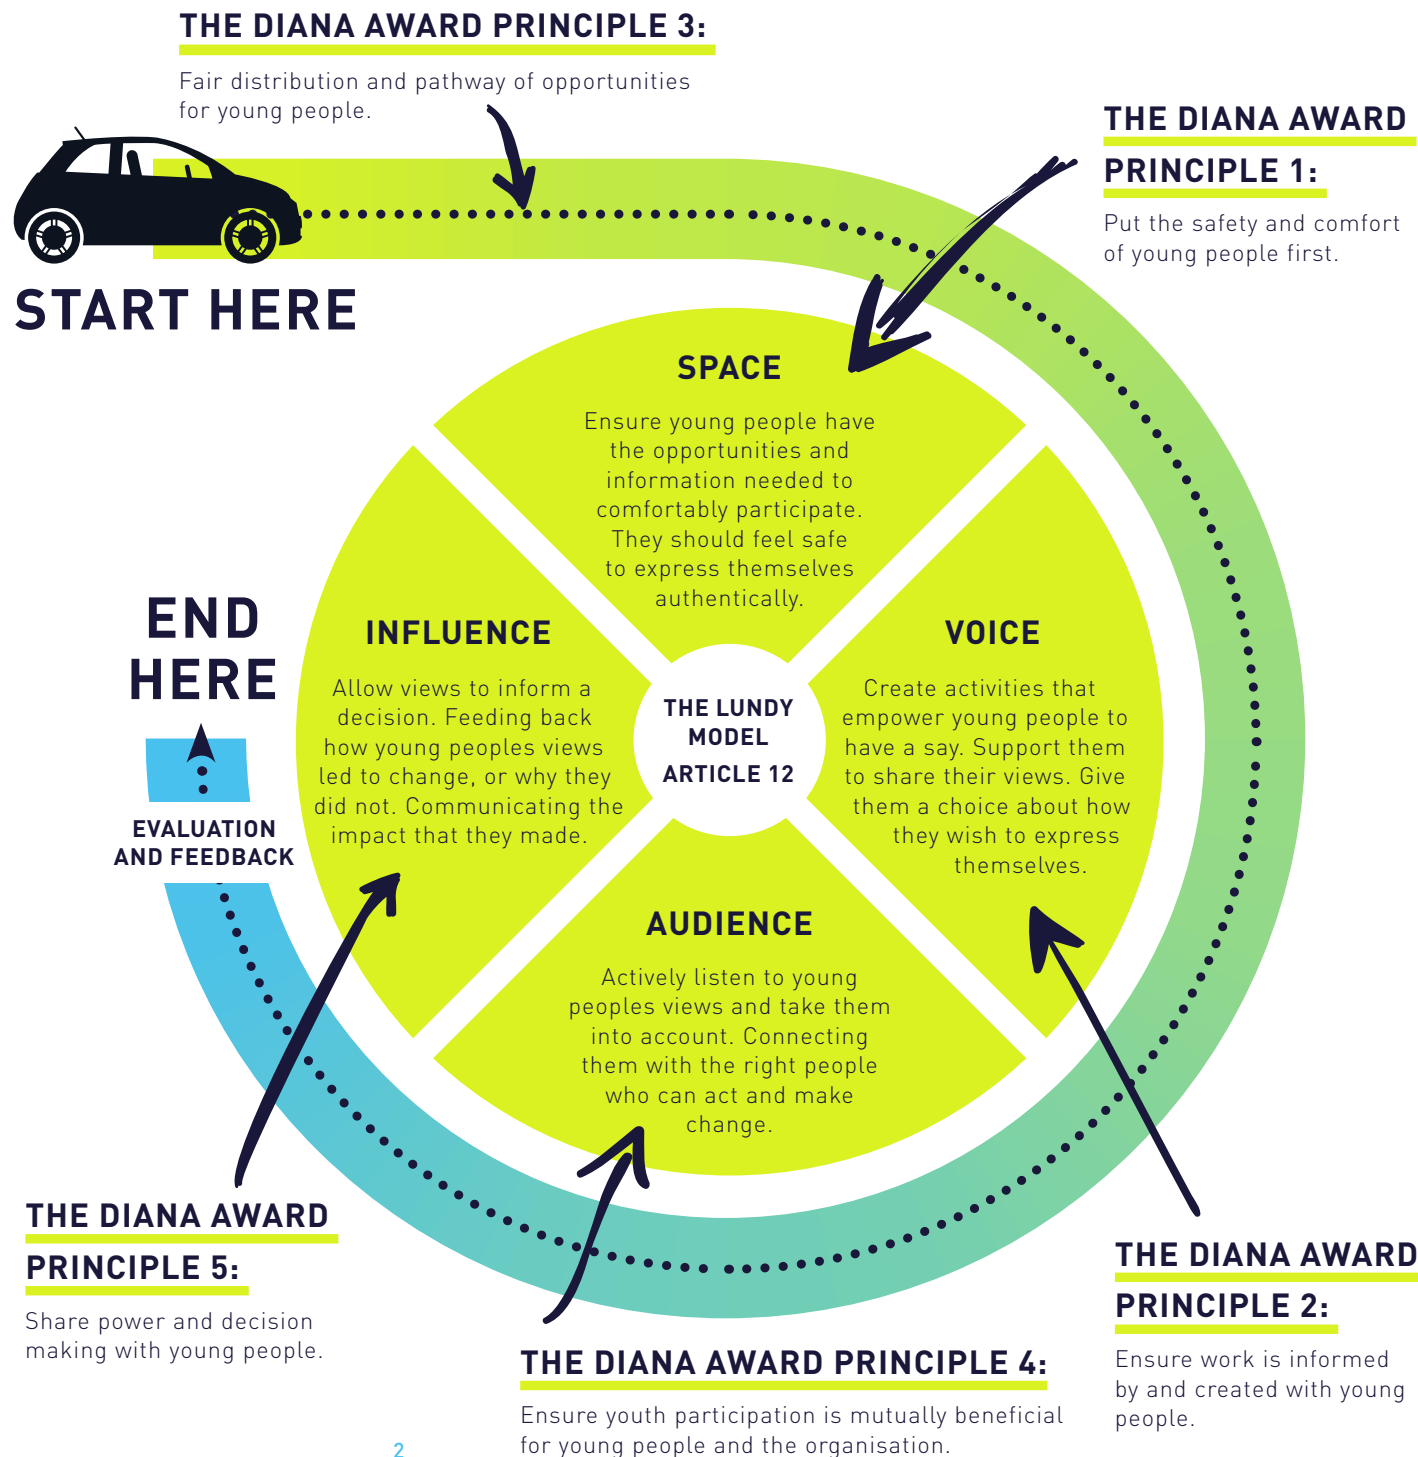 THE DIANA AWARD PRINCIPLE 3:
Fair distribution and pathway of opportunities
for young people.
THE DIANA AWARD
PRINCIPLE 1:
Put the safety and comfort
of young people first.
START HERE
SPACE
Ensure young people have
the opportunities and
information needed to
comfortably participate.
They should feel safe
to express themselves
authentically.
VOICE
Create activities that
empower young people to
have a say. Support them
to share their views. Give
them a choice about how
they wish to express
themselves.
THE LUNDY
MODEL
ARTICLE 12
INFLUENCE
Allow views to inform a
decision. Feeding back
how young peoples views
led to change, or why they
did not. Communicating the
impact that they made.
AUDIENCE
Actively listen to young
peoples views and take them
into account. Connecting
them with the right people
who can act and make
change.
END
HERE
EVALUATION
AND FEEDBACK
THE DIANA AWARD
PRINCIPLE 5:
Share power and decision
making with young people.
THE DIANA AWARD PRINCIPLE 4:
Ensure youth participation is mutually beneficial
for young people and the organisation.
THE DIANA AWARD
PRINCIPLE 2:
Ensure work is informed
by and created with young
people.
2